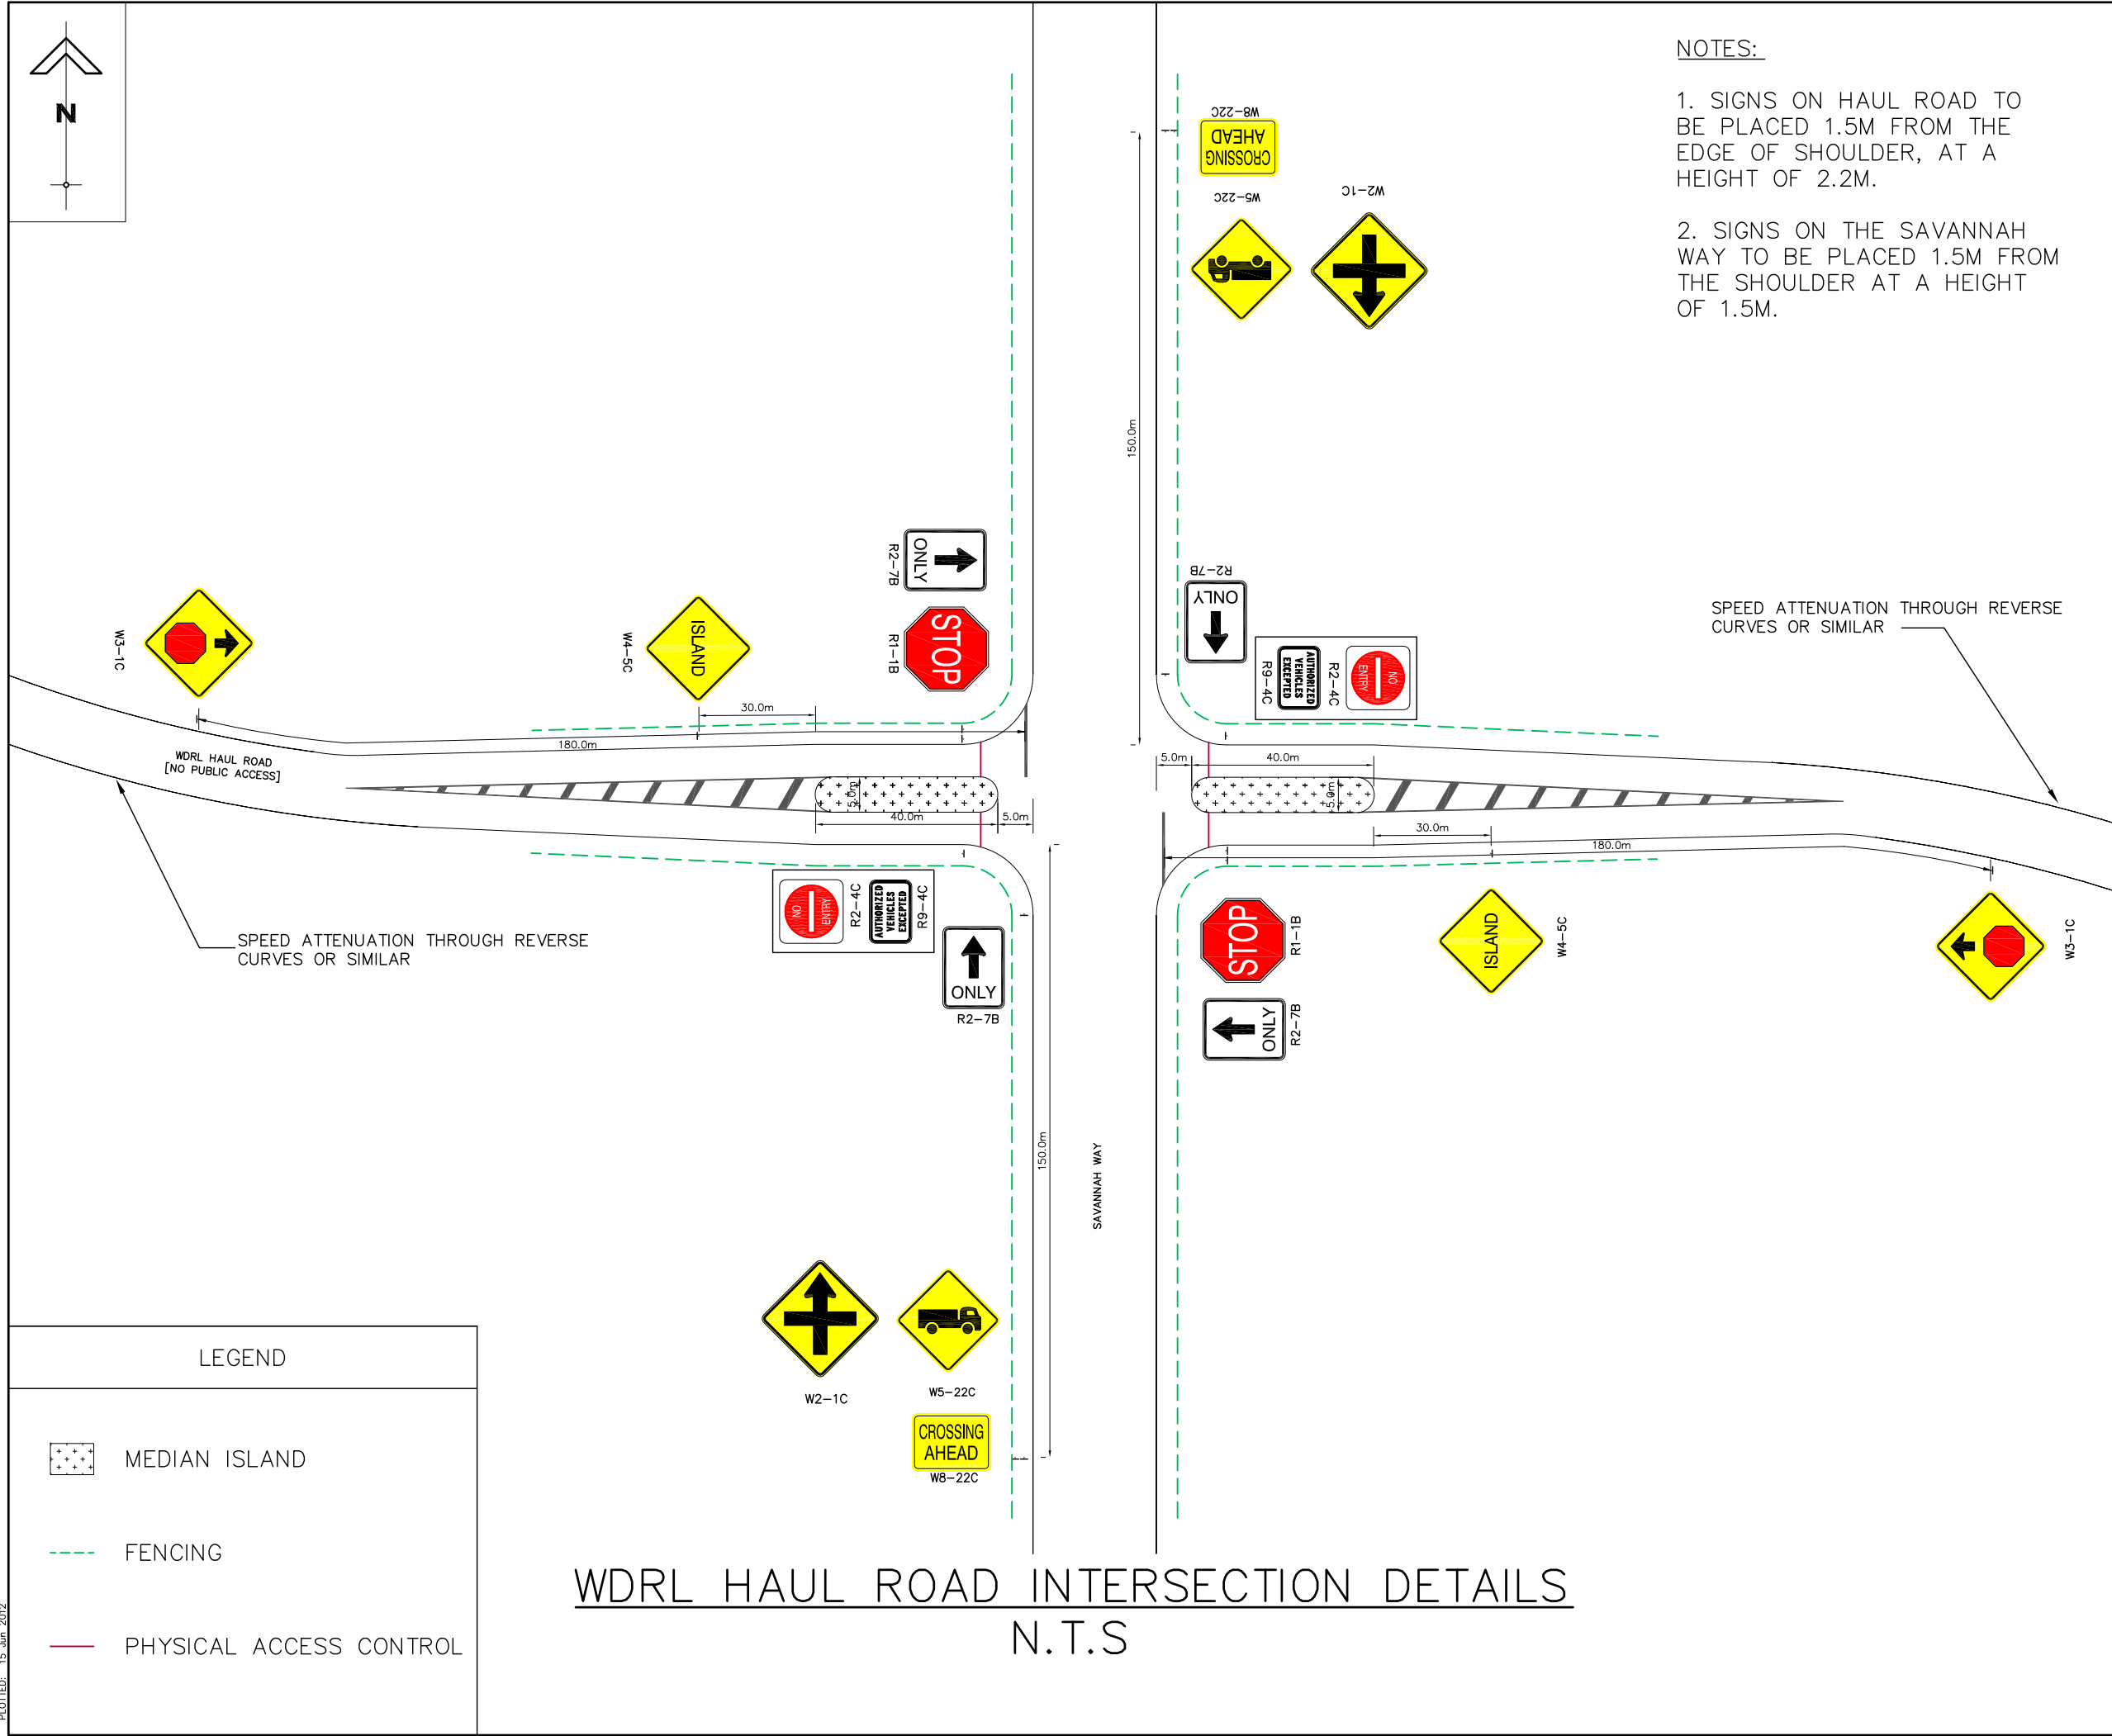 N
NOTES:
1. SIGNS ON HAUL ROAD TO
BE PLACED 1.5M FROM THE
EDGE OF SHOULDER, AT A
HEIGHT OF 2.2M.
2. SIGNS ON THE SAVANNAH
WAY TO BE PLACED 1.5M FROM
THE SHOULDER AT A HEIGHT
OF 1.5M.
W8-22C
CROSSING
AHEAD
W5-22C
W2-1C
150.0m
R2-7B
ONLY
R1-1B
STOP
W4-5C
ISLAND
W3-1C
R2-7B
ONLY
R9-4C
AUTHORIZED
VEHICLES
EXCEPTED
R2-4C
NO
ENTRY
SPEED ATTENUATION THROUGH REVERSE
CURVES OR SIMILAR
30.0m
180.0m
WDRL HAUL ROAD
[NO PUBLIC ACCESS]
5.0m
40.0m
5.0m
5.0m
40.0m
5.0m
30.0m
180.0m
NO
ENTRY
R2-4C
AUTHORIZED
VEHICLES
EXCEPTED
R9-4C
ONLY
R2-7B
SPEED ATTENUATION THROUGH REVERSE
CURVES OR SIMILAR
STOP
R1-1B
ONLY
R2-7B
ISLAND
W4-5C
W3-1C
150.0m
SAVANNAH WAY
W2-1C
W5-22C
CROSSING
AHEAD
W8-22C
LEGEND
MEDIAN ISLAND
FENCING
PHYSICAL ACCESS CONTROL
WDRL HAUL ROAD INTERSECTION DETAILS
N.T.S
PLOTTED: 15 Jun 2012